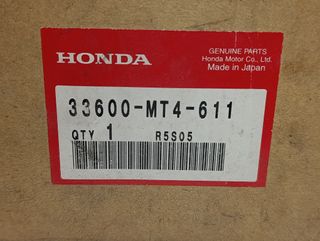 HONDA
GENUINE PARTS
Honda Motor Co., Ltd.
Made in Japan
33600-MT4-611
QTY 1 R5S05